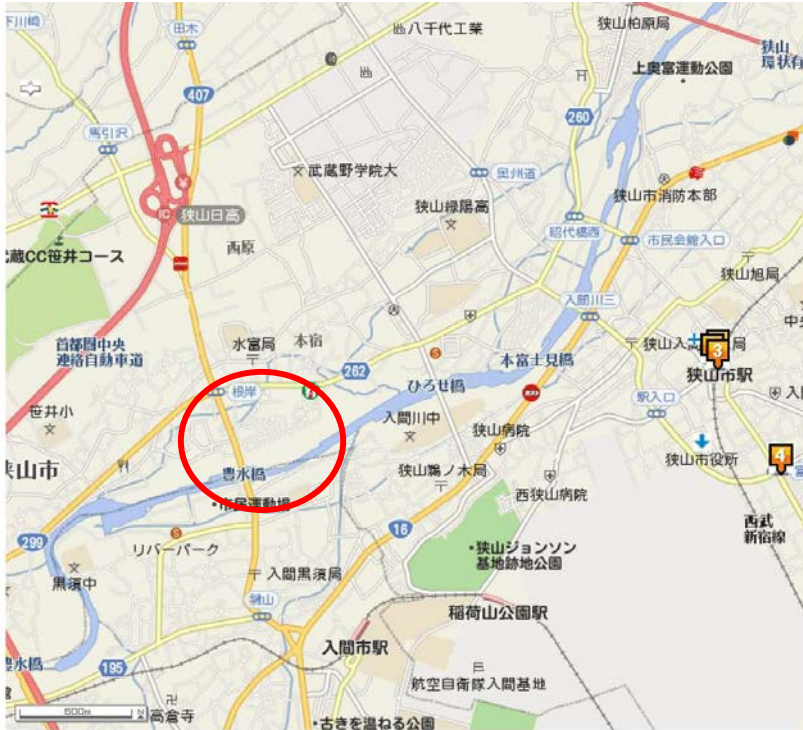 下川崎
田木
八千代工業
狭山柏原局
狭山
環状有
上奥富運動公園
407
馬引沢
260
武蔵野学院大
奥州道
狭山市消防本部
狭山緑陽高
IC 狭山日高
西原
昭代橋西
市民会館入口
武蔵CC笹井コース
狭山旭局
入間川三
首都圏中央
連絡自動車道
水富局
本宿
本富士見橋
3
狭山市駅
262
ひろせ橋
根岸
駅入口
笹井小
入間川中
狭山病院
狭山市
豊水橋
狭山鵜ノ木局
狭山市役所
4
・市民運動場
西狭山病院
299
16
西武
新宿線
リバーパーク
・狭山ジョンソン
基地跡地公園
黒須中
入間黒須局
鍵山
稲荷山公園駅
入間市駅
豊水橋
195
航空自衛隊入間基地
600m
N
高倉寺
・古きを温ねる公園